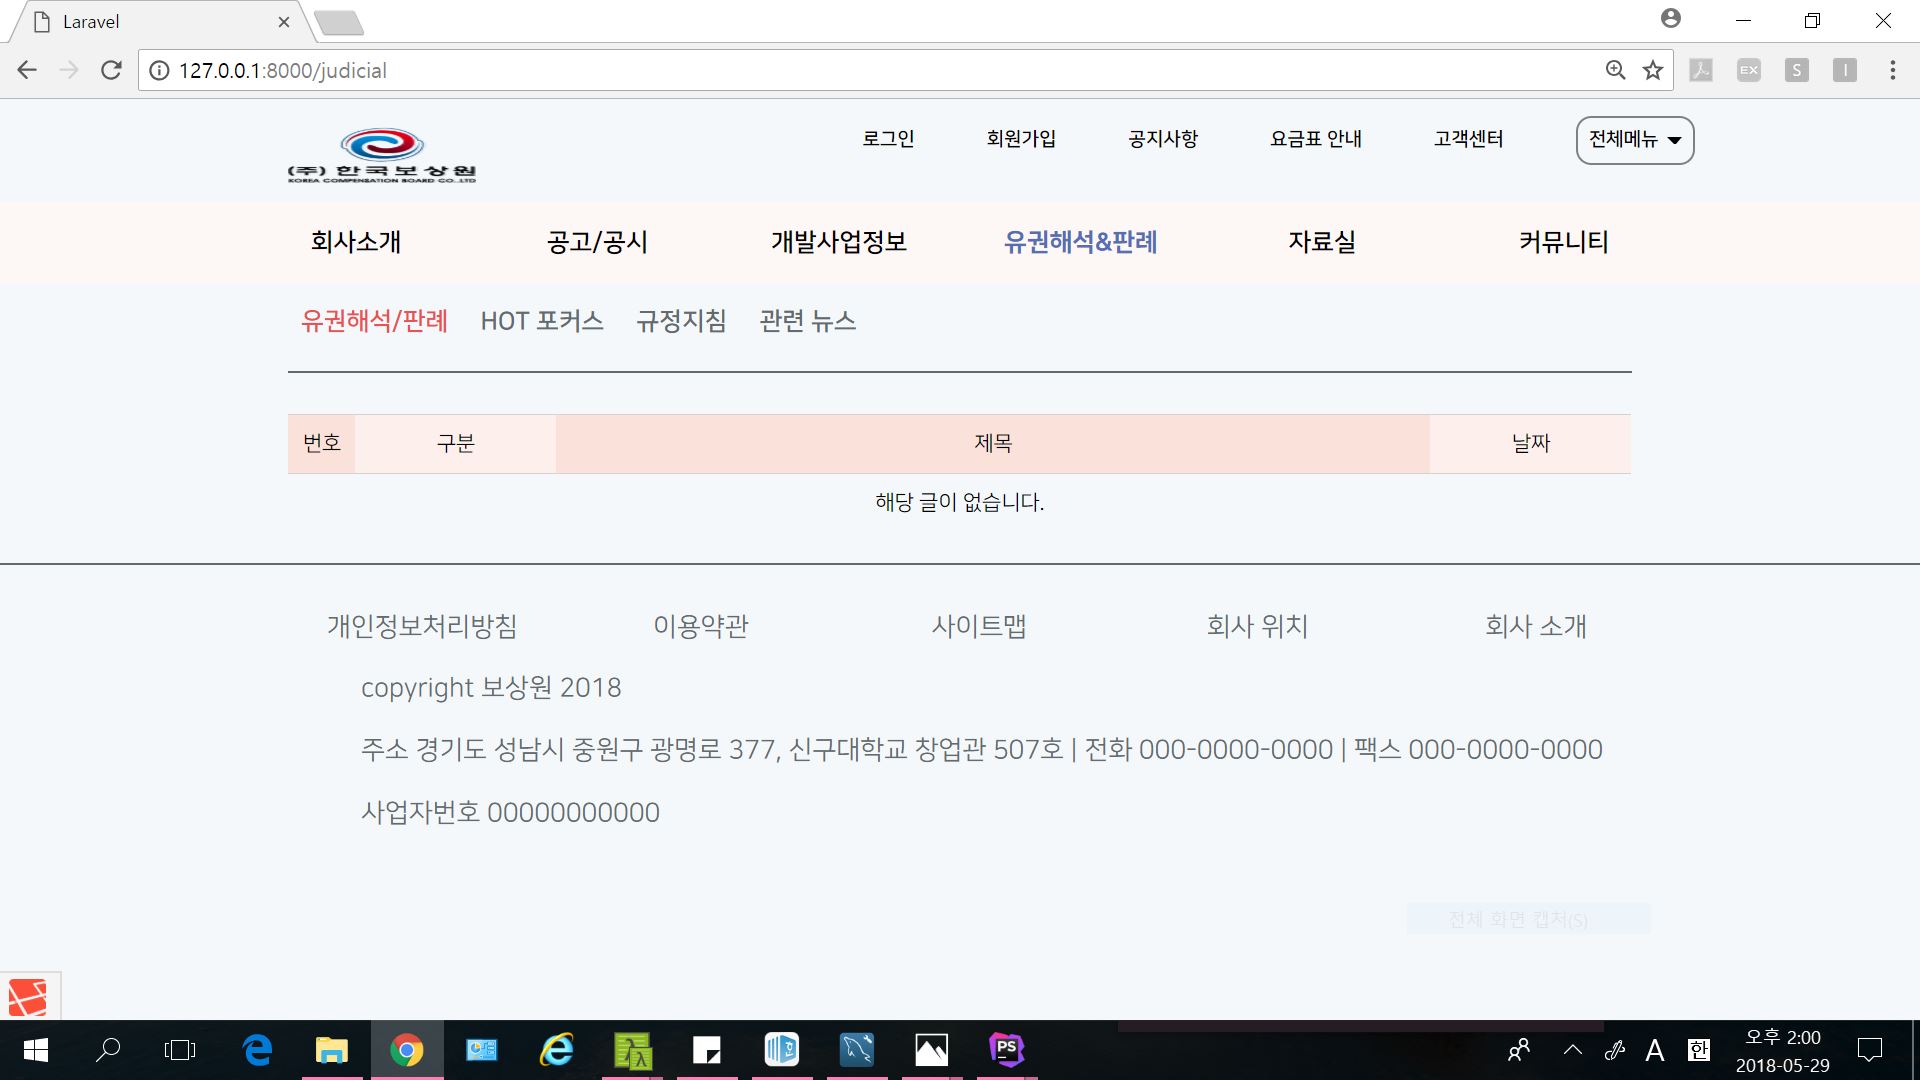 Laravel
127.0.0.1:8000/judicial
EX
S
I
(주) 한국보상원
KOREA COMPENSATION BOARD CO.,LTD
로그인 회원가입 공지사항 요금표 안내 고객센터 전체메뉴
회사소개 공고/공시 개발사업정보 유권해석&판례 자료실 커뮤니티
유권해석/판례 HOT 포커스 규정지침 관련 뉴스
번호 구분 제목 날짜
해당 글이 없습니다.
개인정보처리방침 이용약관 사이트맵 회사 위치 회사 소개
copyright 보상원 2018
주소 경기도 성남시 중원구 광명로 377, 신구대학교 창업관 507호 | 전화 000-0000-0000 | 팩스 000-0000-0000
사업자번호 00000000000
전체 화면 캡처(S)
PS
A 한
오후 2:00
2018-05-29